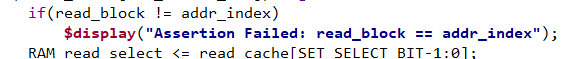 if(read_block != addr_index)
$display("Assertion Failed: read_block == addr_index");
RAM_read_select <= read_cache[SET_SELECT_BIT-1:0];